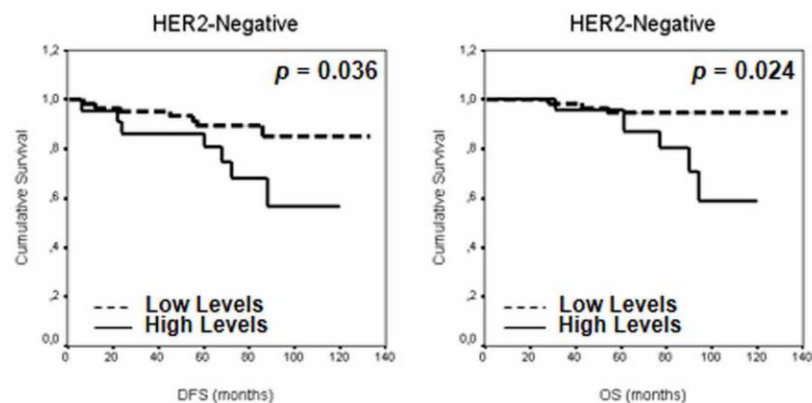 HER2-Negative
p = 0.036
Cumulative Survival
1,2
1,0
,8
,6
,4
,2
0,0
Low Levels
High Levels
0 20 40 60 80 100 120 140
DFS (months)
HER2-Negative
p = 0.024
Cumulative Survival
1,2
1,0
,8
,6
,4
,2
0,0
Low Levels
High Levels
0 20 40 60 80 100 120 140
OS (months)